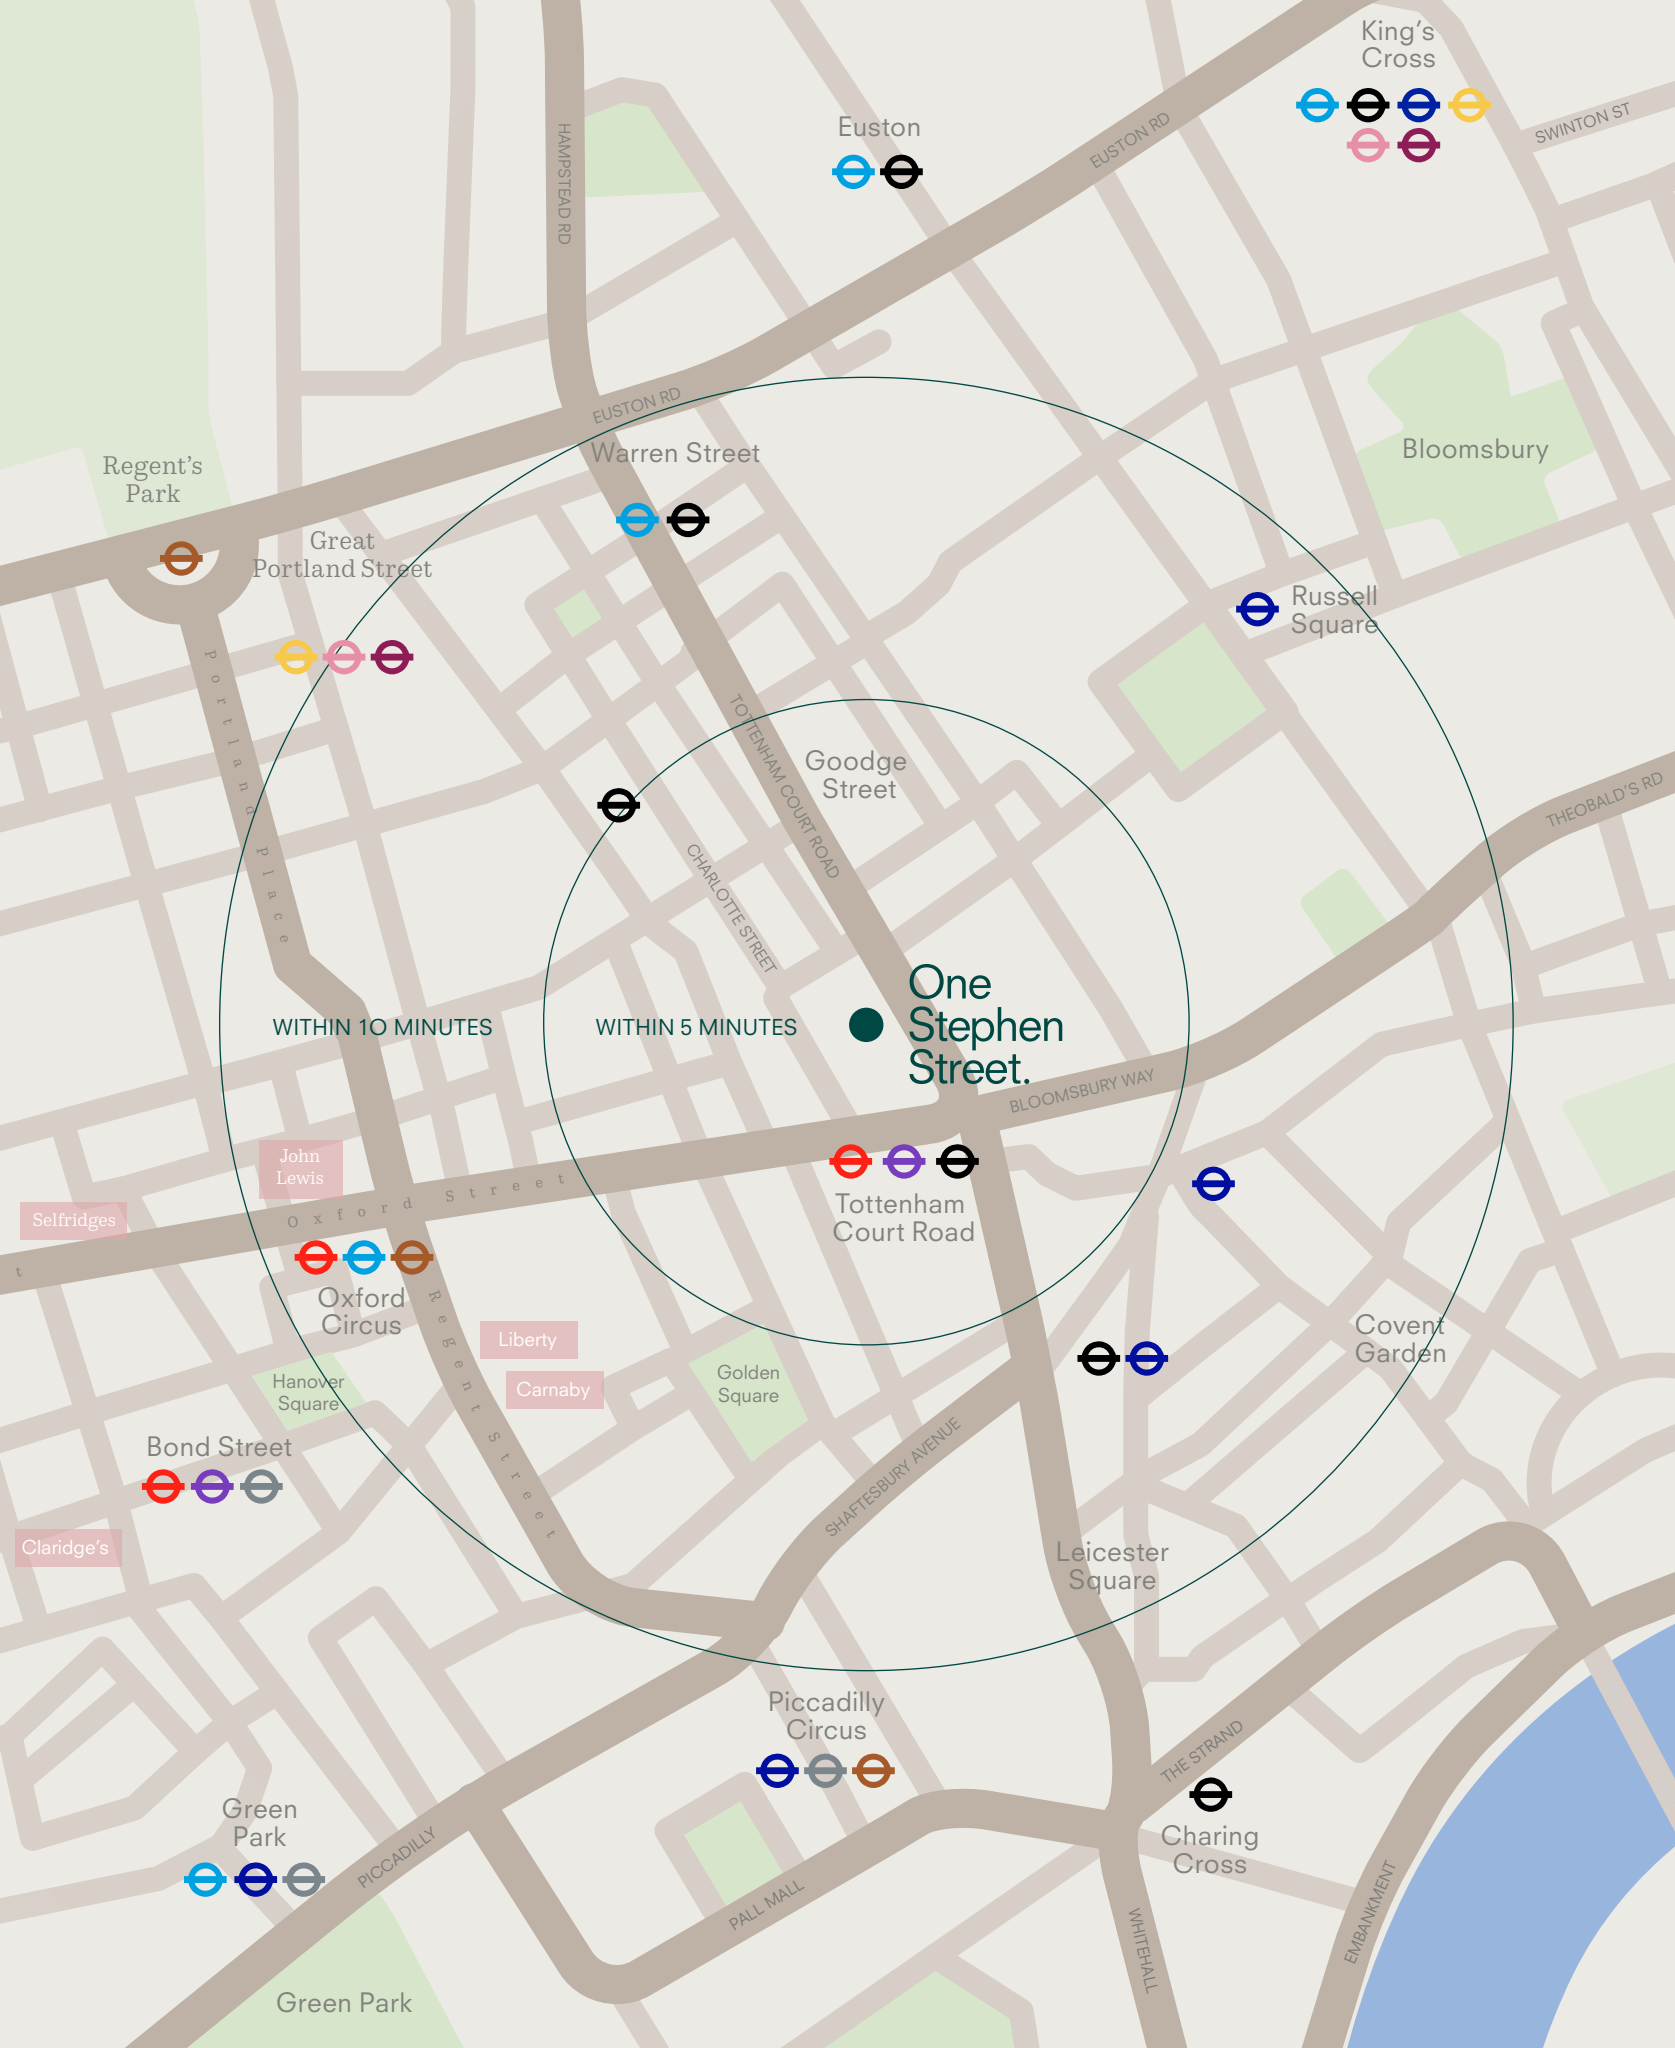 King's
Cross
SWINTON ST
EUSTON RD
Euston
HAMPSTEAD RD
EUSTON RD
Warren Street
Bloomsbury
Regent's
Park
Great
Portland Street
Russell
Square
Portland Place
TOTTENHAM COURT ROAD
Goodge
Street
THEOBALD'S RD
CHARLOTTE STREET
One
Stephen
Street.
WITHIN 10 MINUTES
WITHIN 5 MINUTES
BLOOMSBURY WAY
John
Lewis
Selfridges
Oxford Street
t
Tottenham
Court Road
Oxford
Circus
Regent Street
Liberty
Carnaby
Covent
Garden
Hanover
Square
Golden
Square
Bond Street
SHAFTESBURY AVENUE
Claridge's
Leicester
Square
Piccadilly
Circus
THE STRAND
Green
Park
PICCADILLY
Charing
Cross
PALL MALL
EMBANKMENT
WHITEHALL
Green Park